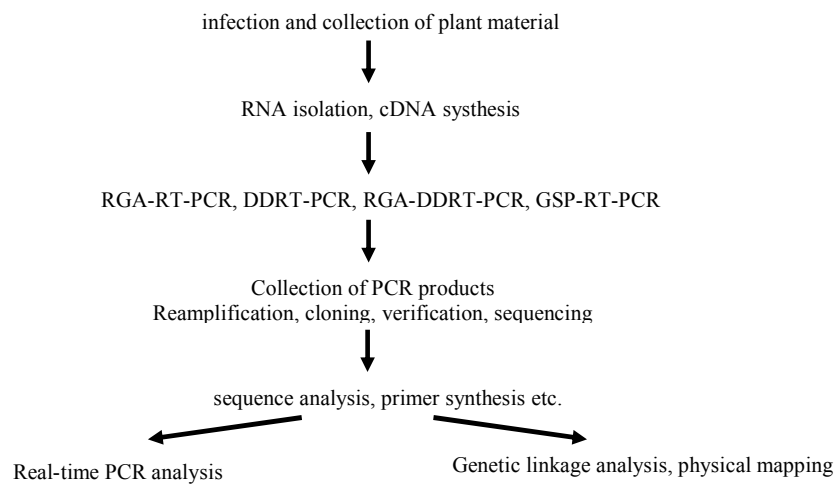 infection and collection of plant material
RNA isolation, cDNA systhesis
RGA-RT-PCR, DDRT-PCR, RGA-DDRT-PCR, GSP-RT-PCR
Collection of PCR products
Reamplification, cloning, verification, sequencing
sequence analysis, primer synthesis etc.
Real-time PCR analysis
Genetic linkage analysis, physical mapping